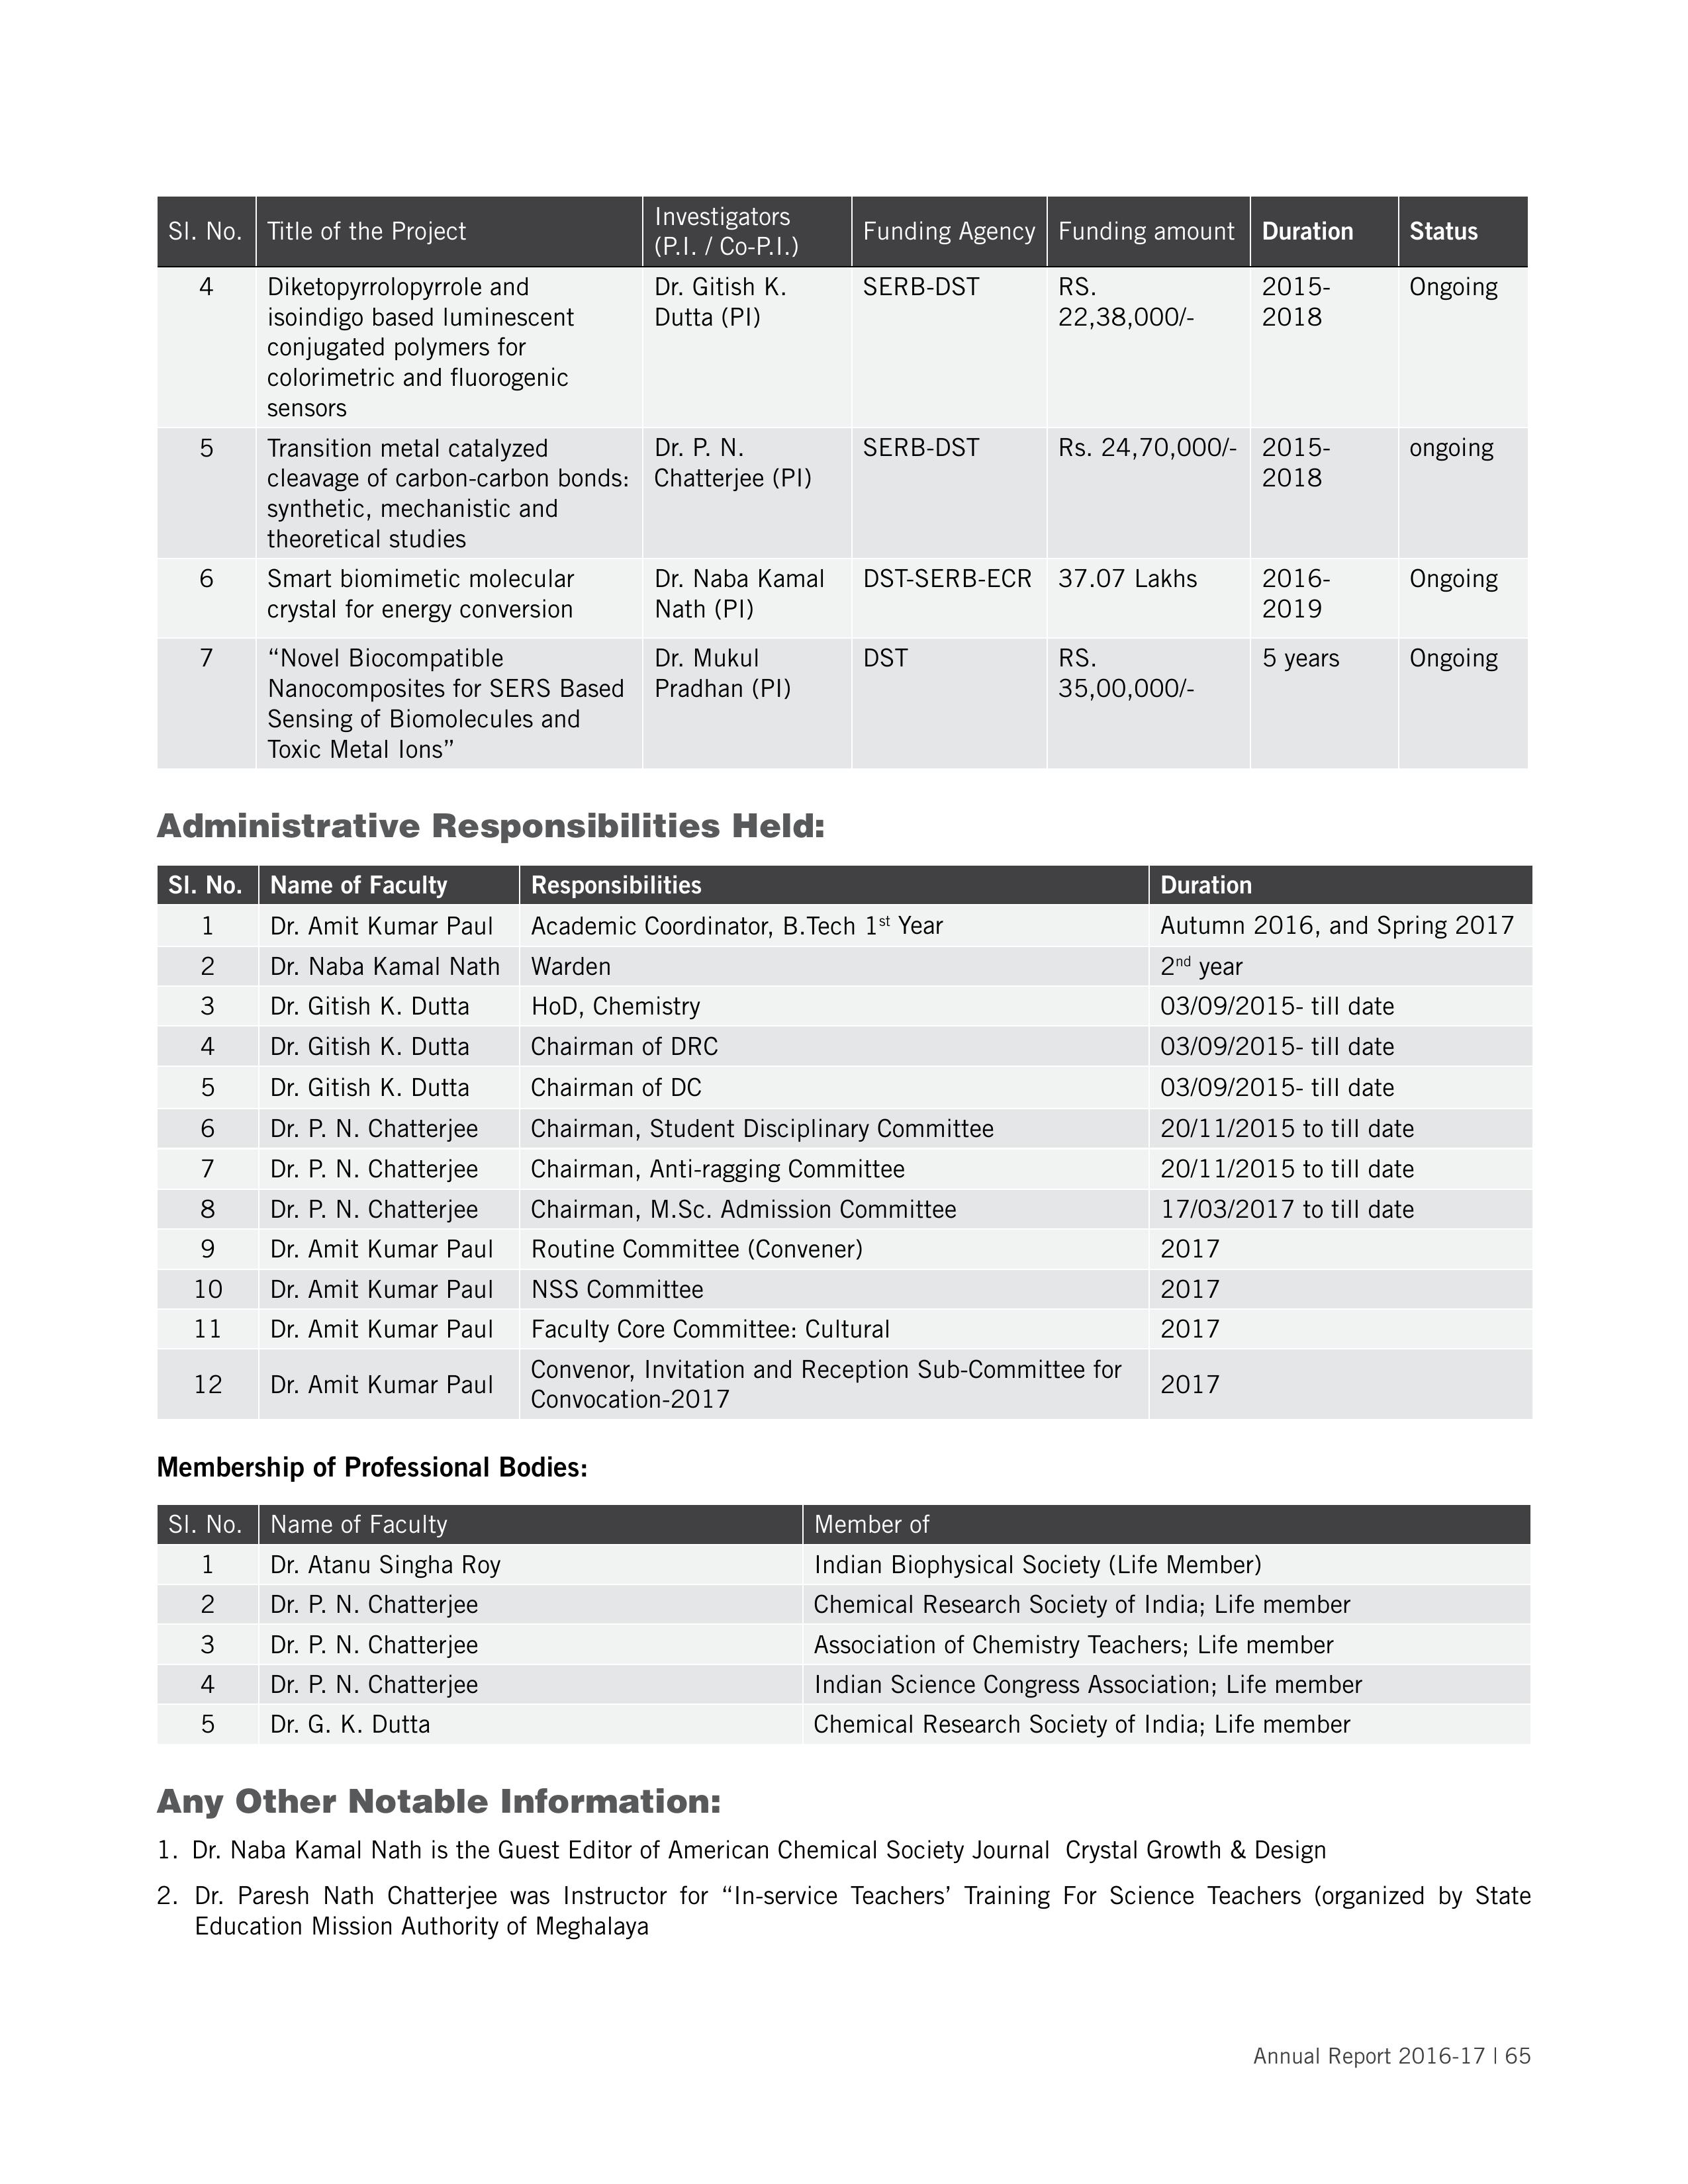 Sl. No. Title of the Project Investigators (P.I. / Co-P.I.) Funding Agency Funding amount Duration Status
4 Diketopyrrolopyrrole and isoindigo based luminescent conjugated polymers for colorimetric and fluorogenic sensors Dr. Gitish K. Dutta (PI) SERB-DST RS. 22,38,000/- 2015-2018 Ongoing
5 Transition metal catalyzed cleavage of carbon-carbon bonds: synthetic, mechanistic and theoretical studies Dr. P. N. Chatterjee (PI) SERB-DST Rs. 24,70,000/- 2015-2018 ongoing
6 Smart biomimetic molecular crystal for energy conversion Dr. Naba Kamal Nath (PI) DST-SERB-ECR 37.07 Lakhs 2016-2019 Ongoing
7 “Novel Biocompatible Nanocomposites for SERS Based Sensing of Biomolecules and Toxic Metal Ions” Dr. Mukul Pradhan (PI) DST RS. 35,00,000/- 5 years Ongoing
Administrative Responsibilities Held:
Sl. No. Name of Faculty Responsibilities Duration
1 Dr. Amit Kumar Paul Academic Coordinator, B.Tech 1st Year Autumn 2016, and Spring 2017
2 Dr. Naba Kamal Nath Warden 2nd year
3 Dr. Gitish K. Dutta HoD, Chemistry 03/09/2015- till date
4 Dr. Gitish K. Dutta Chairman of DRC 03/09/2015- till date
5 Dr. Gitish K. Dutta Chairman of DC 03/09/2015- till date
6 Dr. P. N. Chatterjee Chairman, Student Disciplinary Committee 20/11/2015 to till date
7 Dr. P. N. Chatterjee Chairman, Anti-ragging Committee 20/11/2015 to till date
8 Dr. P. N. Chatterjee Chairman, M.Sc. Admission Committee 17/03/2017 to till date
9 Dr. Amit Kumar Paul Routine Committee (Convener) 2017
10 Dr. Amit Kumar Paul NSS Committee 2017
11 Dr. Amit Kumar Paul Faculty Core Committee: Cultural 2017
12 Dr. Amit Kumar Paul Convenor, Invitation and Reception Sub-Committee for Convocation-2017 2017
Membership of Professional Bodies:
Sl. No. Name of Faculty Member of
1 Dr. Atanu Singha Roy Indian Biophysical Society (Life Member)
2 Dr. P. N. Chatterjee Chemical Research Society of India; Life member
3 Dr. P. N. Chatterjee Association of Chemistry Teachers; Life member
4 Dr. P. N. Chatterjee Indian Science Congress Association; Life member
5 Dr. G. K. Dutta Chemical Research Society of India; Life member
Any Other Notable Information:
1. Dr. Naba Kamal Nath is the Guest Editor of American Chemical Society Journal Crystal Growth & Design
2. Dr. Paresh Nath Chatterjee was Instructor for “In-service Teachers’ Training For Science Teachers (organized by State
Education Mission Authority of Meghalaya
Annual Report 2016-17 | 65